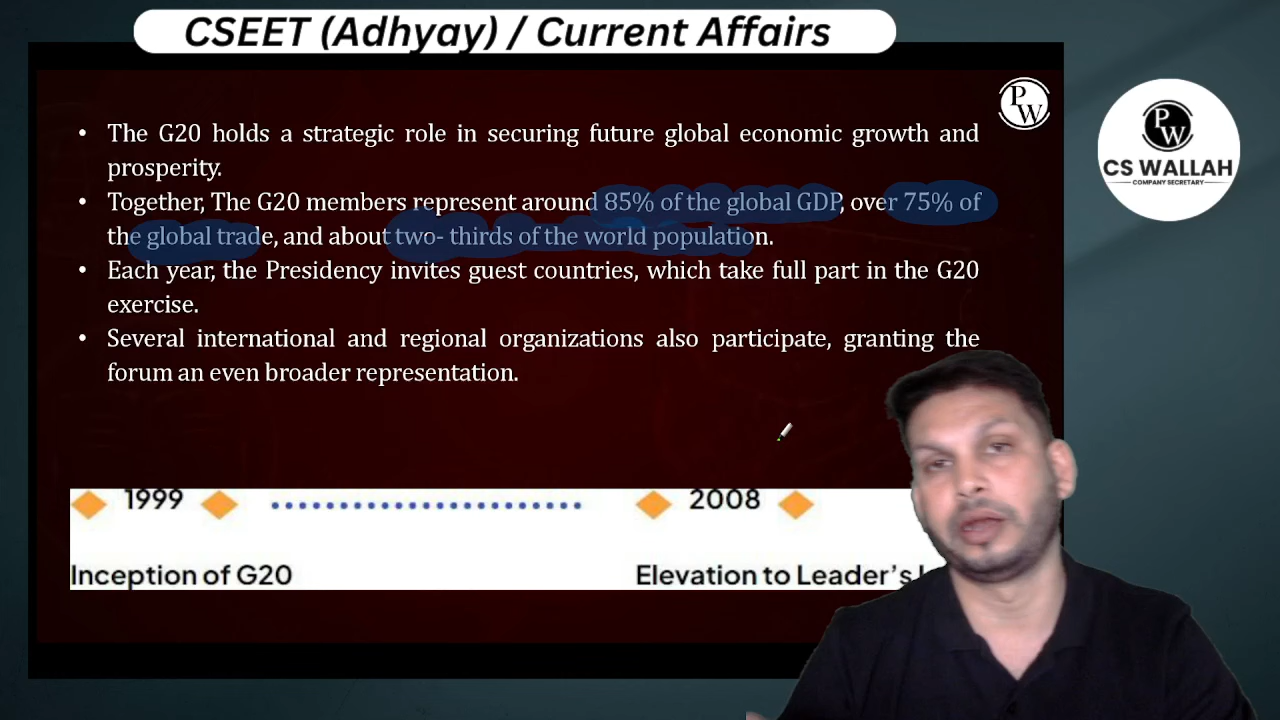 CSEET (Adhyay) / Current Affairs
PW
• The G20 holds a strategic role in securing future global economic growth and
prosperity.
• Together, The G20 members represent around 85% of the global GDP, over 75% of
the global trade, and about two- thirds of the world population.
• Each year, the Presidency invites guest countries, which take full part in the G20
exercise.
• Several international and regional organizations also participate, granting the
forum an even broader representation.
PW
CS WALLAH
COMPANY SECRETARY
1999
2008
Inception of G20
Elevation to Leader's